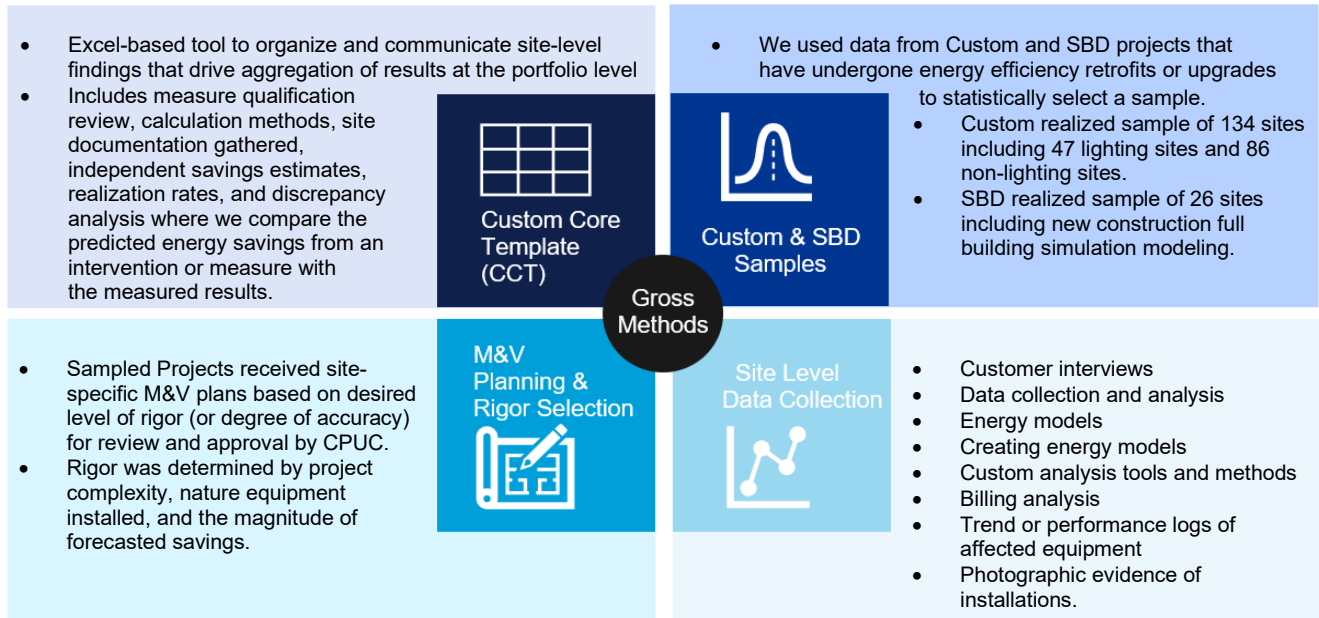 • Excel-based tool to organize and communicate site-level
findings that drive aggregation of results at the portfolio level
• Includes measure qualification
review, calculation methods, site
documentation gathered,
independent savings estimates,
realization rates, and discrepancy
analysis where we compare the
predicted energy savings from an
intervention or measure with
the measured results.
Custom Core
Template
(CCT)
• We used data from Custom and SBD projects that
have undergone energy efficiency retrofits or upgrades
to statistically select a sample.
• Custom realized sample of 134 sites
including 47 lighting sites and 86
non-lighting sites.
• SBD realized sample of 26 sites
including new construction full
building simulation modeling.
Custom & SBD
Samples
Gross
Methods
• Sampled Projects received site-
specific M&V plans based on desired
level of rigor (or degree of accuracy)
for review and approval by CPUC.
• Rigor was determined by project
complexity, nature equipment
installed, and the magnitude of
forecasted savings.
M&V
Planning &
Rigor Selection
Site Level
Data Collection
• Customer interviews
• Data collection and analysis
• Energy models
• Creating energy models
• Custom analysis tools and methods
• Billing analysis
• Trend or performance logs of
affected equipment
• Photographic evidence of
installations.